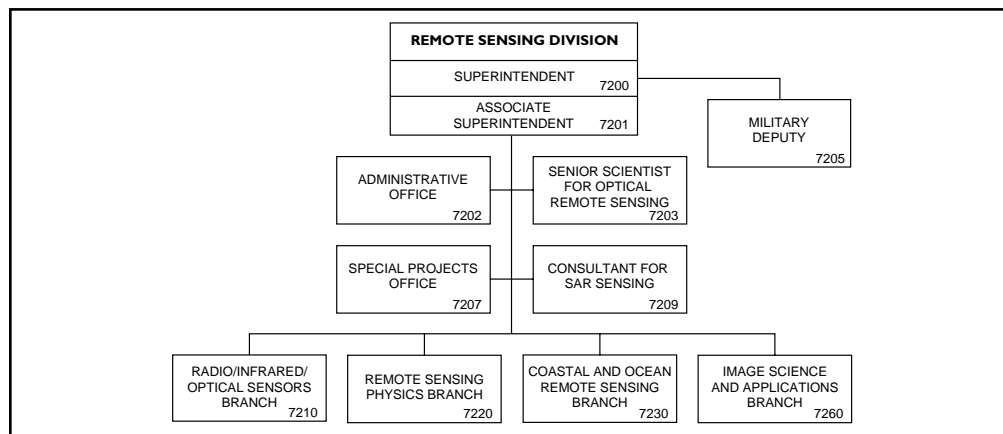 REMOTE SENSING DIVISION
SUPERINTENDENT
7200
ASSOCIATE
SUPERINTENDENT
7201
MILITARY
DEPUTY
7205
ADMINISTRATIVE
OFFICE
7202
SENIOR SCIENTIST
FOR OPTICAL
REMOTE SENSING
7203
SPECIAL PROJECTS
OFFICE
7207
CONSULTANT FOR
SAR SENSING
7209
RADIO/INFRARED/
OPTICAL SENSORS
BRANCH
7210
REMOTE SENSING
PHYSICS BRANCH
7220
COASTAL AND OCEAN
REMOTE SENSING
BRANCH
7230
IMAGE SCIENCE
AND APPLICATIONS
BRANCH
7260